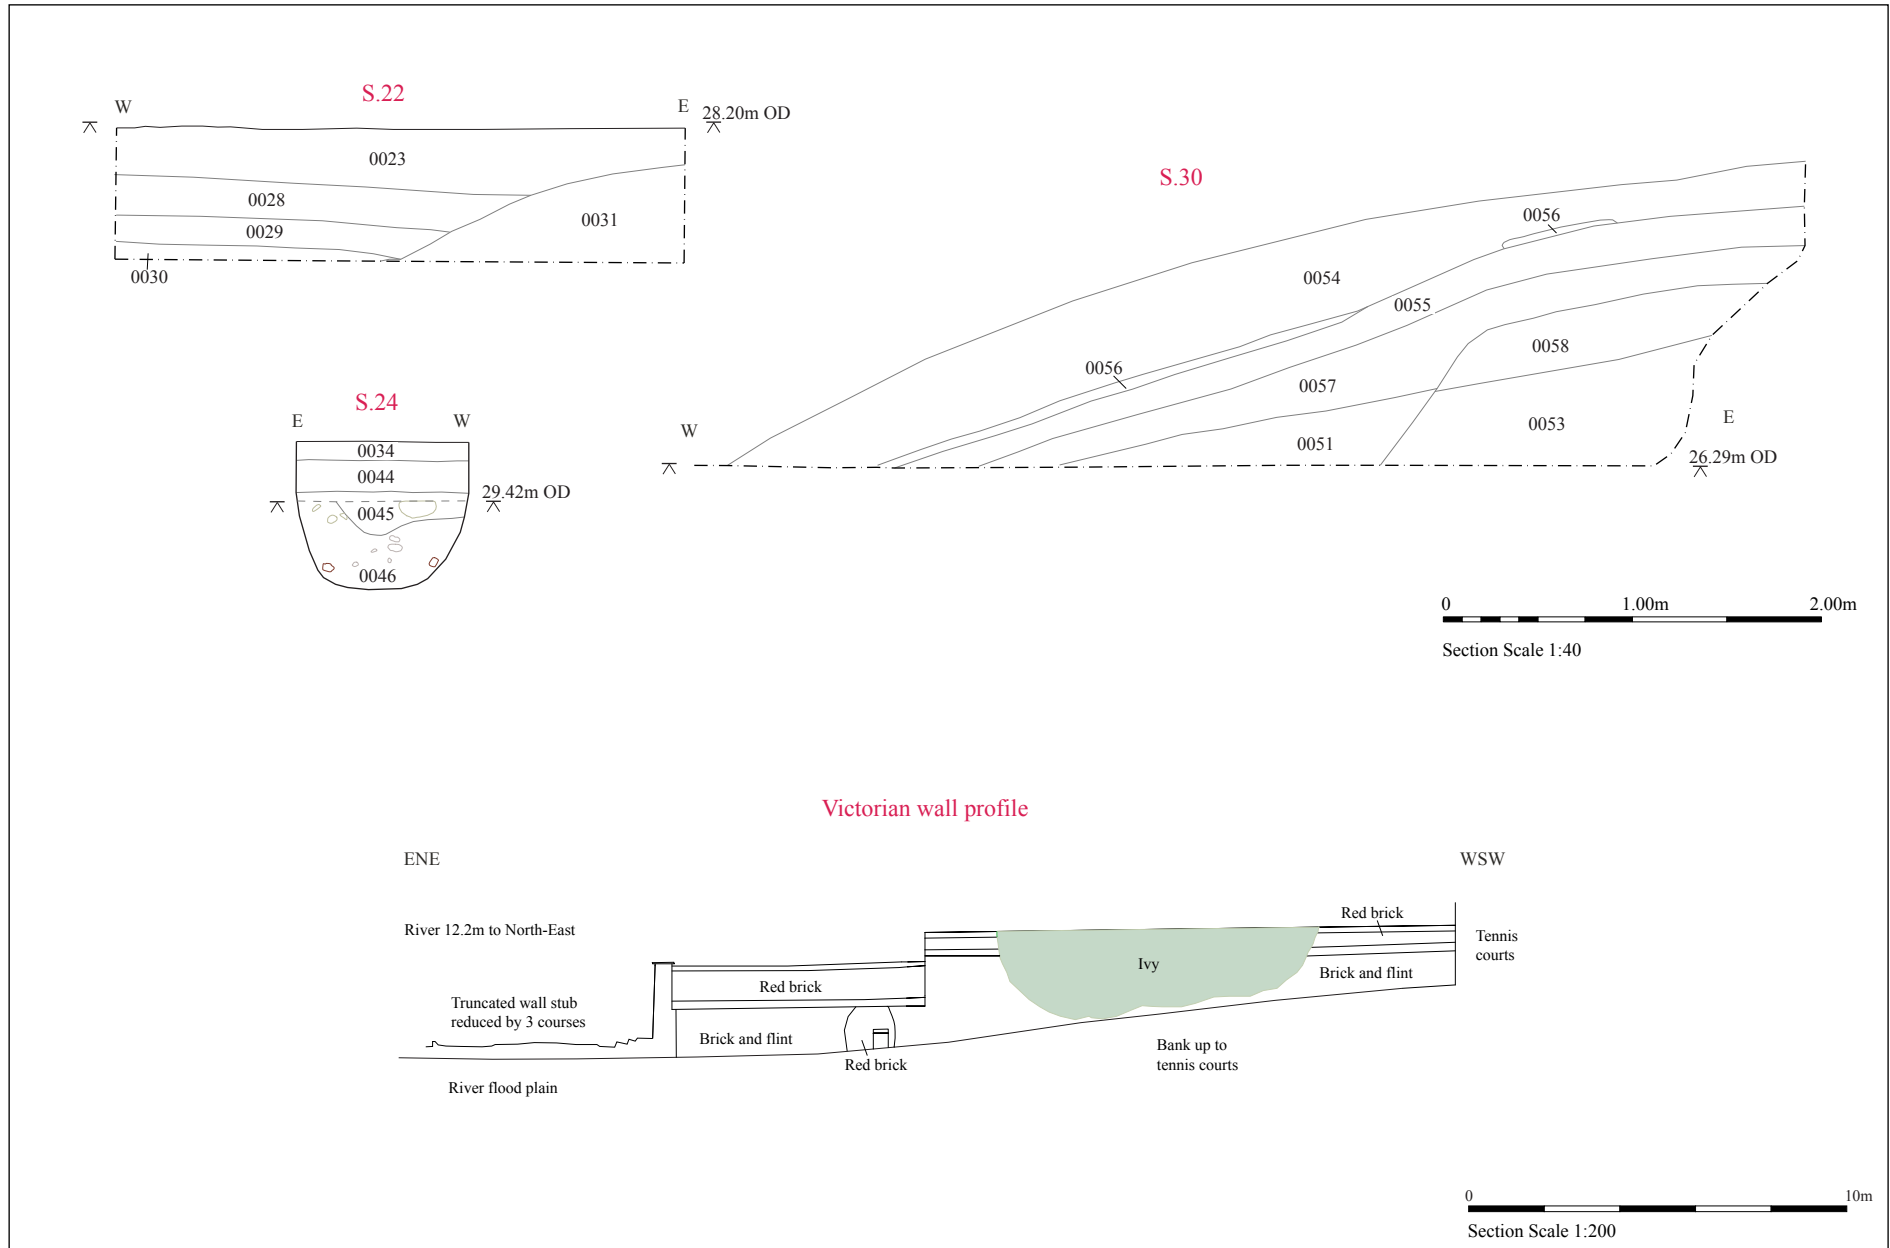 S.22
W
E
28.20m OD
0023
0028
0029
0031
0030
S.30
0056
0054
0055
0056
0058
0057
0053
0051
W
E
26.29m OD
S.24
E
W
0034
0044
29.42m OD
0045
0046
0
1.00m
2.00m
Section Scale 1:40
Victorian wall profile
ENE
WSW
River 12.2m to North-East
Red brick
Tennis
courts
Ivy
Brick and flint
Red brick
Truncated wall stub
reduced by 3 courses
Brick and flint
Red brick
Bank up to
tennis courts
River flood plain
0
10m
Section Scale 1:200